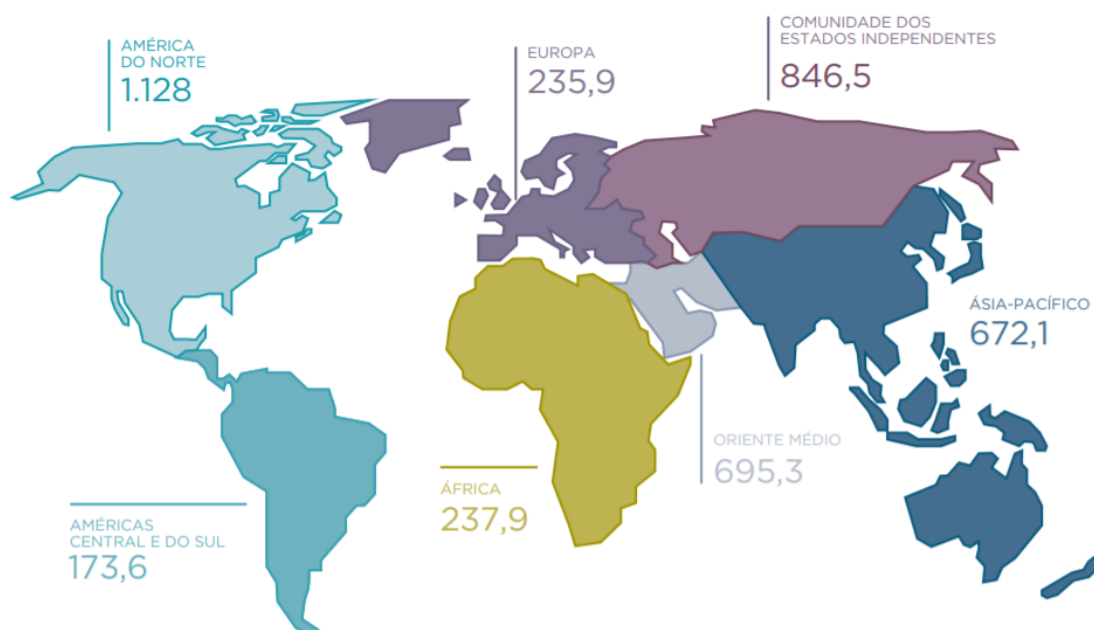 AMÉRICA
DO NORTE
1.128
EUROPA
235,9
COMUNIDADE DOS
ESTADOS INDEPENDENTES
846,5
ÁSIA-PACÍFICO
672,1
ORIENTE MÉDIO
695,3
ÁFRICA
237,9
AMÉRICAS
CENTRAL E DO SUL
173,6